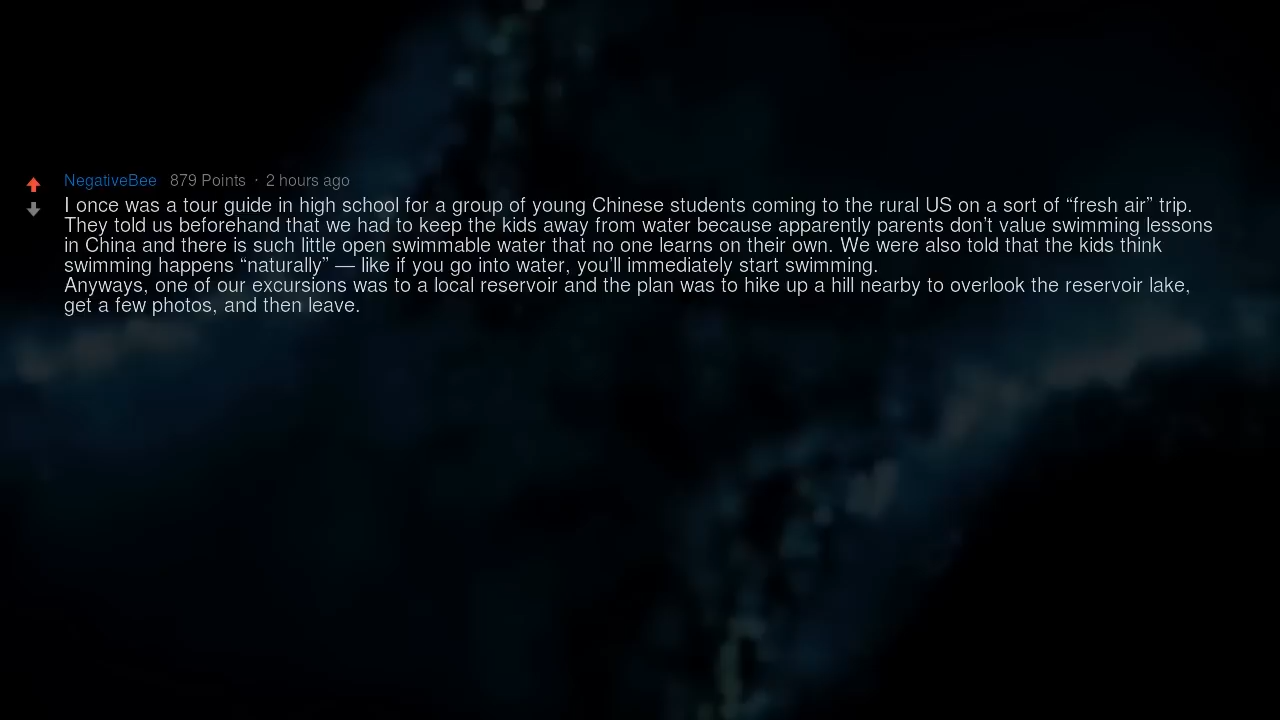 NegativeBee 879 Points · 2 hours ago
I once was a tour guide in high school for a group of young Chinese students coming to the rural US on a sort of “fresh air” trip.
They told us beforehand that we had to keep the kids away from water because apparently parents don’t value swimming lessons
in China and there is such little open swimmable water that no one learns on their own. We were also told that the kids think
swimming happens “naturally” — like if you go into water, you’ll immediately start swimming.
Anyways, one of our excursions was to a local reservoir and the plan was to hike up a hill nearby to overlook the reservoir lake,
get a few photos, and then leave.